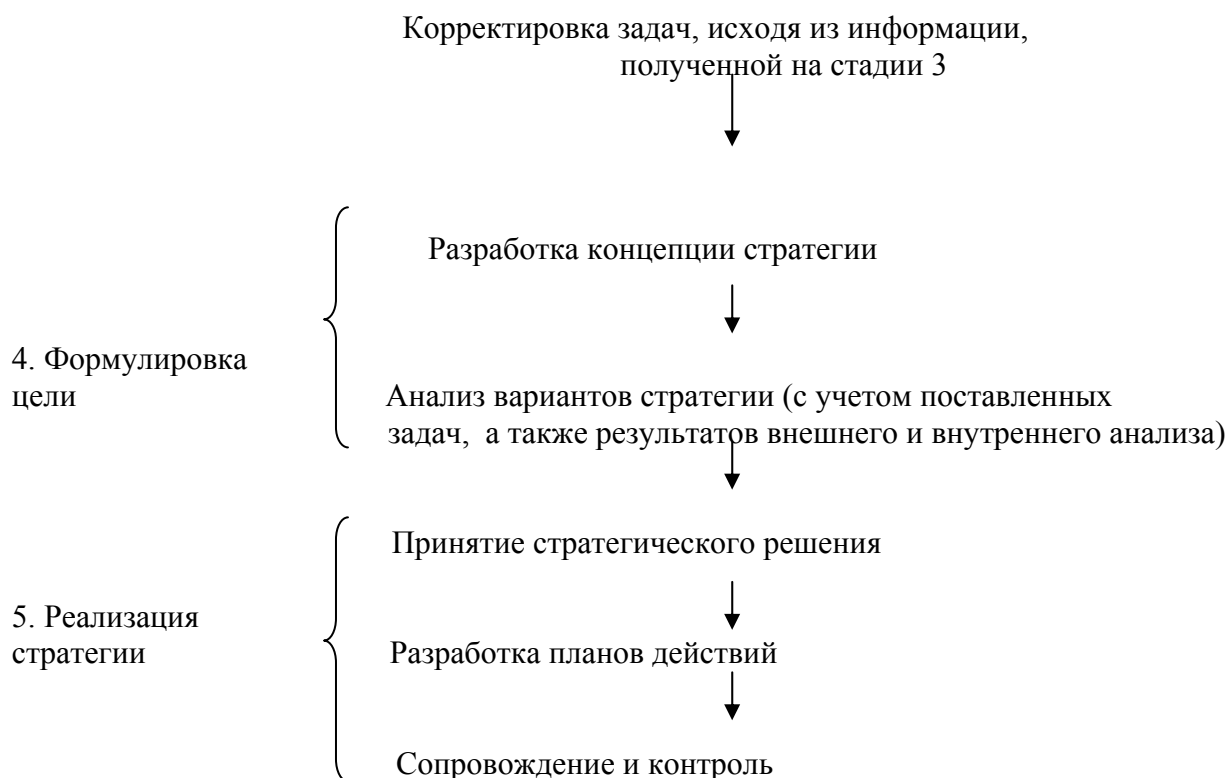 Корректировка задач, исходя из информации,
полученной на стадии 3
Разработка концепции стратегии
4. Формулировка
цели
Анализ вариантов стратегии (с учетом поставленных
задач, а также результатов внешнего и внутреннего анализа)
Принятие стратегического решения
5. Реализация
стратегии
Разработка планов действий
Сопровождение и контроль